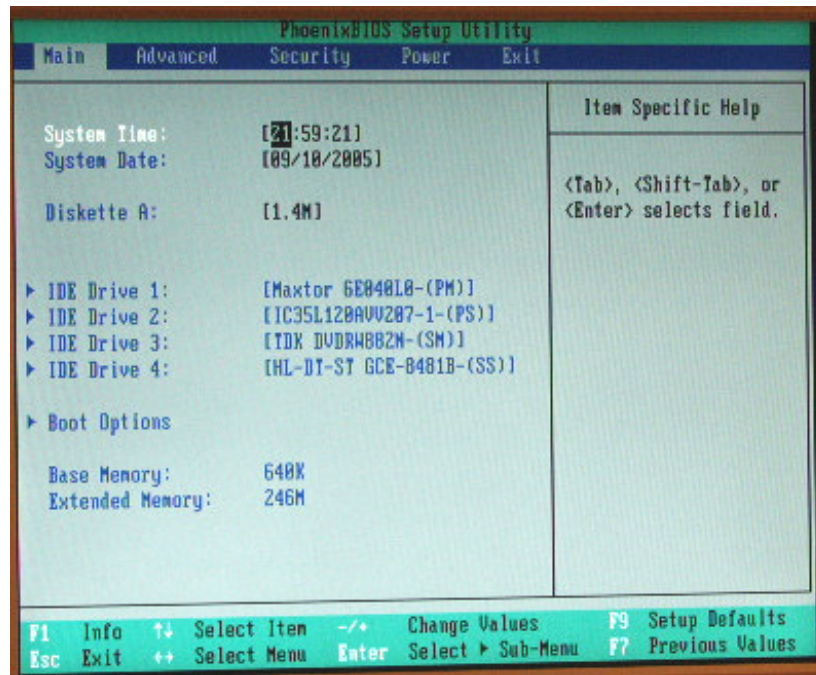 PhoenixBIOS Setup Utility
Main Advanced Security Power Exit
Item Specific Help
System Time: [21:59:21]
System Date: [09/10/2005]
<Tab>, <Shift-Tab>, or
<Enter> selects field.
Diskette A: [1.4M]
▶ IDE Drive 1: [Maxtor 6E040L0-(PM)]
▶ IDE Drive 2: [IC35L120AVV207-1-(PS)]
▶ IDE Drive 3: [TDK DVDRW882N-(SM)]
▶ IDE Drive 4: [HL-DT-ST GCE-8481B-(SS)]
▶ Boot Options
Base Memory: 640K
Extended Memory: 246M
F1 Info ↑↓ Select Item -/+ Change Values F9 Setup Defaults
Esc Exit ↔ Select Menu Enter Select ▶ Sub-Menu F7 Previous Values